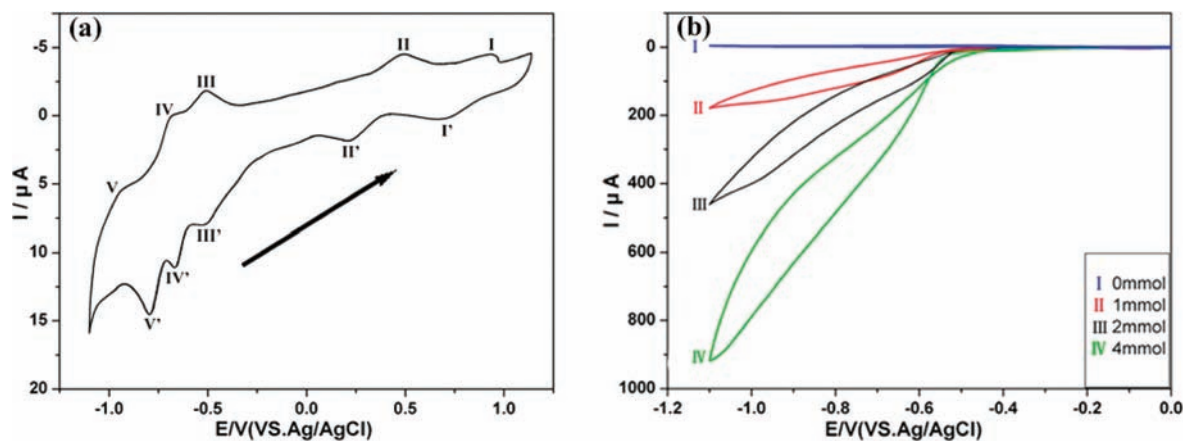 (a)
-5
0
5
10
15
20
I / µ A
-1.0
-0.5
0.0
0.5
1.0
E/V(VS.Ag/AgCl)
I
II
III
IV
V
I'
II'
III'
IV'
V'
(b)
0
200
400
600
800
1000
I / µ A
-1.2
-1.0
-0.8
-0.6
-0.4
-0.2
-0.0
E/V(VS.Ag/AgCl)
I
II
III
IV
I 0mmol
II 1mmol
III 2mmol
IV 4mmol